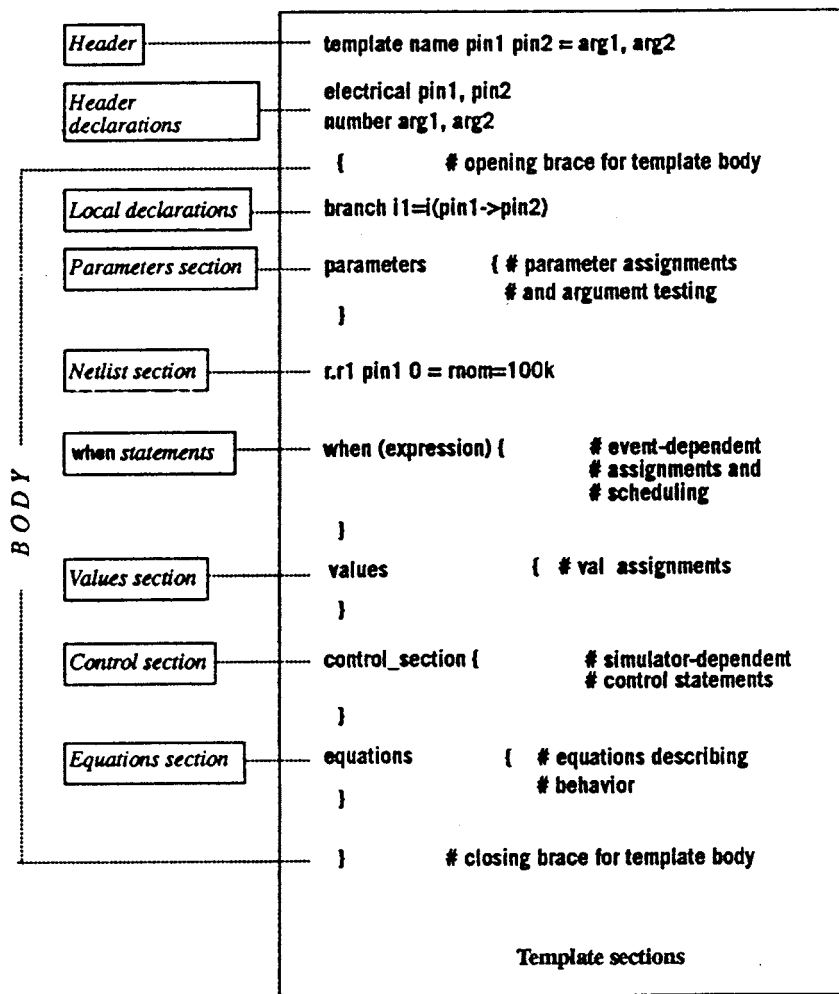 Header
template name pin1 pin2 = arg1, arg2
Header
declarations
electrical pin1, pin2
number arg1, arg2
{ # opening brace for template body
Local declarations
branch i1=i(pin1->pin2)
Parameters section
parameters { # parameter assignments
# and argument testing
}
Netlist section
r.r1 pin1 0 = rnom=100k
when statements
when (expression) { # event-dependent
# assignments and
# scheduling
}
BODY
Values section
values { # val assignments
}
Control section
control_section { # simulator-dependent
# control statements
}
Equations section
equations { # equations describing
# behavior
}
} # closing brace for template body
Template sections